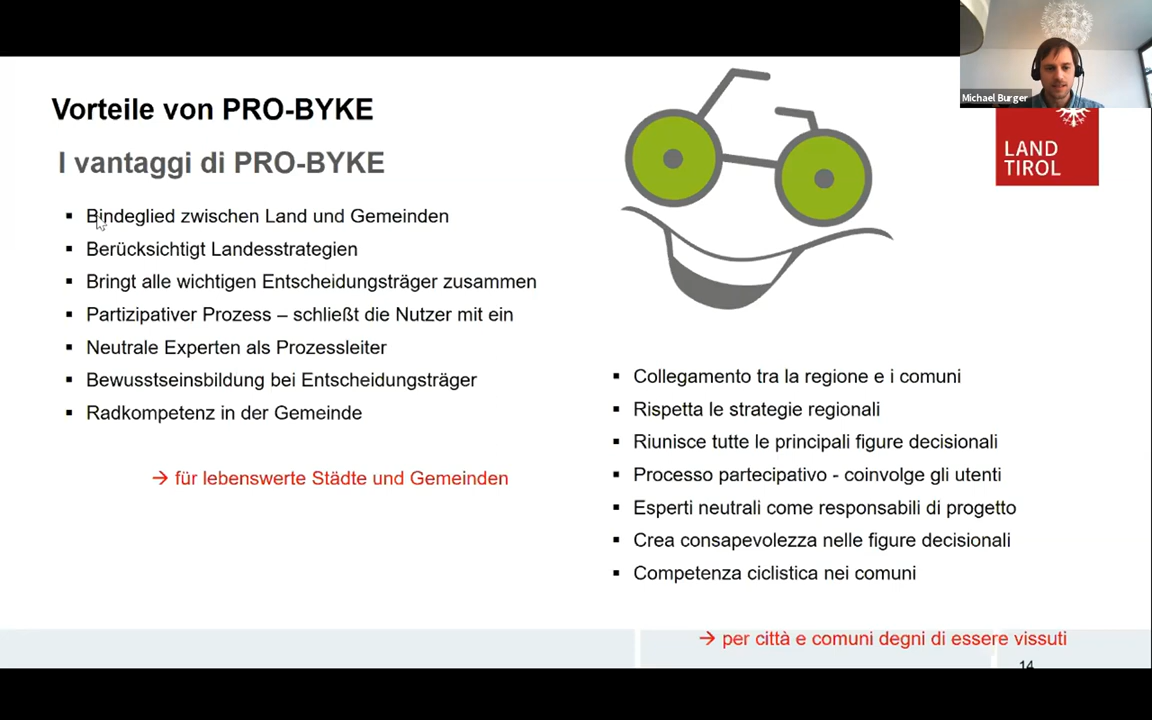 Vorteile von PRO-BYKE
I vantaggi di PRO-BYKE
Bindeglied zwischen Land und Gemeinden
Berücksichtigt Landesstrategien
Bringt alle wichtigen Entscheidungsträger zusammen
Partizipativer Prozess – schließt die Nutzer mit ein
Neutrale Experten als Prozessleiter
Bewusstseinsbildung bei Entscheidungsträger
Radkompetenz in der Gemeinde
→ für lebenswerte Städte und Gemeinden
Michael Burger
LAND
TIROL
Collegamento tra la regione e i comuni
Rispetta le strategie regionali
Riunisce tutte le principali figure decisionali
Processo partecipativo - coinvolge gli utenti
Esperti neutrali come responsabili di progetto
Crea consapevolezza nelle figure decisionali
Competenza ciclistica nei comuni
→ per città e comuni degni di essere vissuti
14